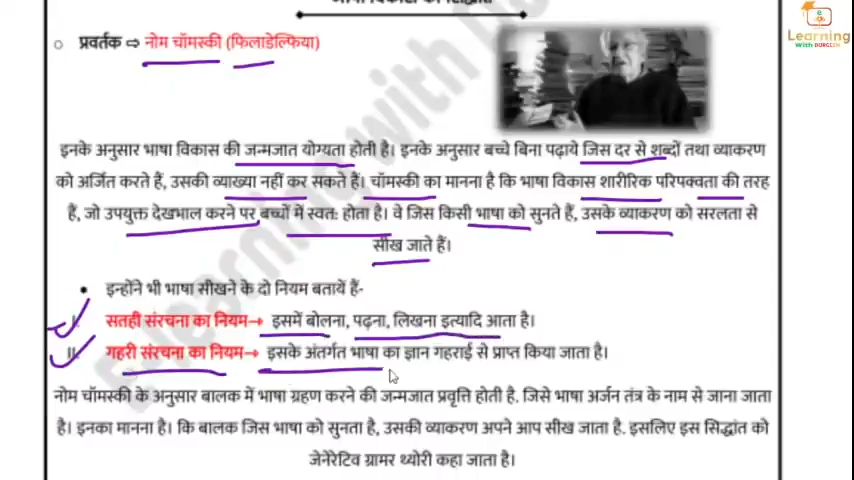 भाषा विकास का सिद्धांत
○ प्रवर्तक ⇨ नोम चॉमस्की (फिलाडेल्फिया)
e
Learning
With DURGESH
इनके अनुसार भाषा विकास की जन्मजात योग्यता होती है। इनके अनुसार बच्चे बिना पढ़ाये जिस दर से शब्दों तथा व्याकरण
को अर्जित करते हैं, उसकी व्याख्या नहीं कर सकते हैं। चॉमस्की का मानना है कि भाषा विकास शारीरिक परिपक्वता की तरह
हैं, जो उपयुक्त देखभाल करने पर बच्चों में स्वत: होता है। वे जिस किसी भाषा को सुनते हैं, उसके व्याकरण को सरलता से
सीख जाते हैं।
• इन्होंने भी भाषा सीखने के दो नियम बतायें हैं-
I. सतही संरचना का नियम→ इसमें बोलना, पढ़ना, लिखना इत्यादि आता है।
II. गहरी संरचना का नियम→ इसके अंतर्गत भाषा का ज्ञान गहराई से प्राप्त किया जाता है।
नोम चॉमस्की के अनुसार बालक में भाषा ग्रहण करने की जन्मजात प्रवृत्ति होती है. जिसे भाषा अर्जन तंत्र के नाम से जाना जाता
है। इनका मानना है। कि बालक जिस भाषा को सुनता है, उसकी व्याकरण अपने आप सीख जाता है. इसलिए इस सिद्धांत को
जेनेरेटिव ग्रामर थ्योरी कहा जाता है।